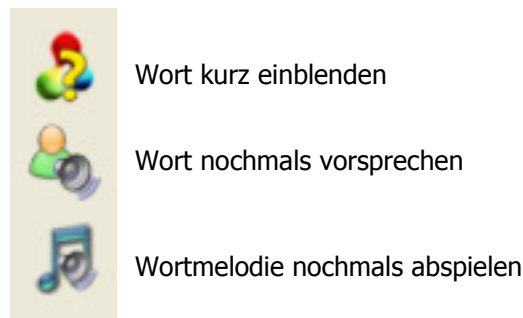 Wort kurz einblenden
Wort nochmals vorsprechen
Wortmelodie nochmals abspielen